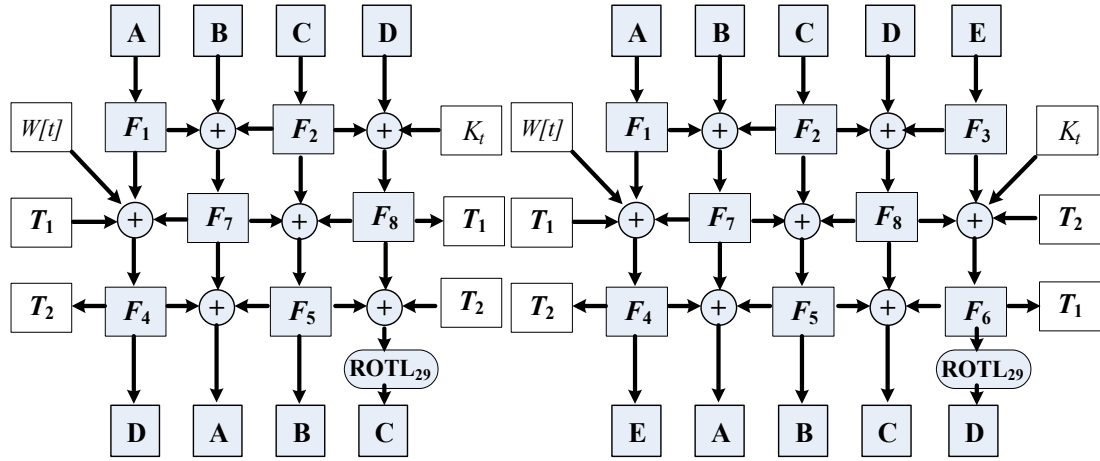 A B C D A B C D E
W[t] F₁ + F₂ + Kₜ W[t] F₁ + F₂ + F₃ Kₜ
T₁ + F₇ + F₈ T₁ T₁ + F₇ + F₈ + T₂
T₂ F₄ + F₅ + T₂ T₂ F₄ + F₅ + F₆ T₁
ROTL₂₉ ROTL₂₉
D A B C E A B C D